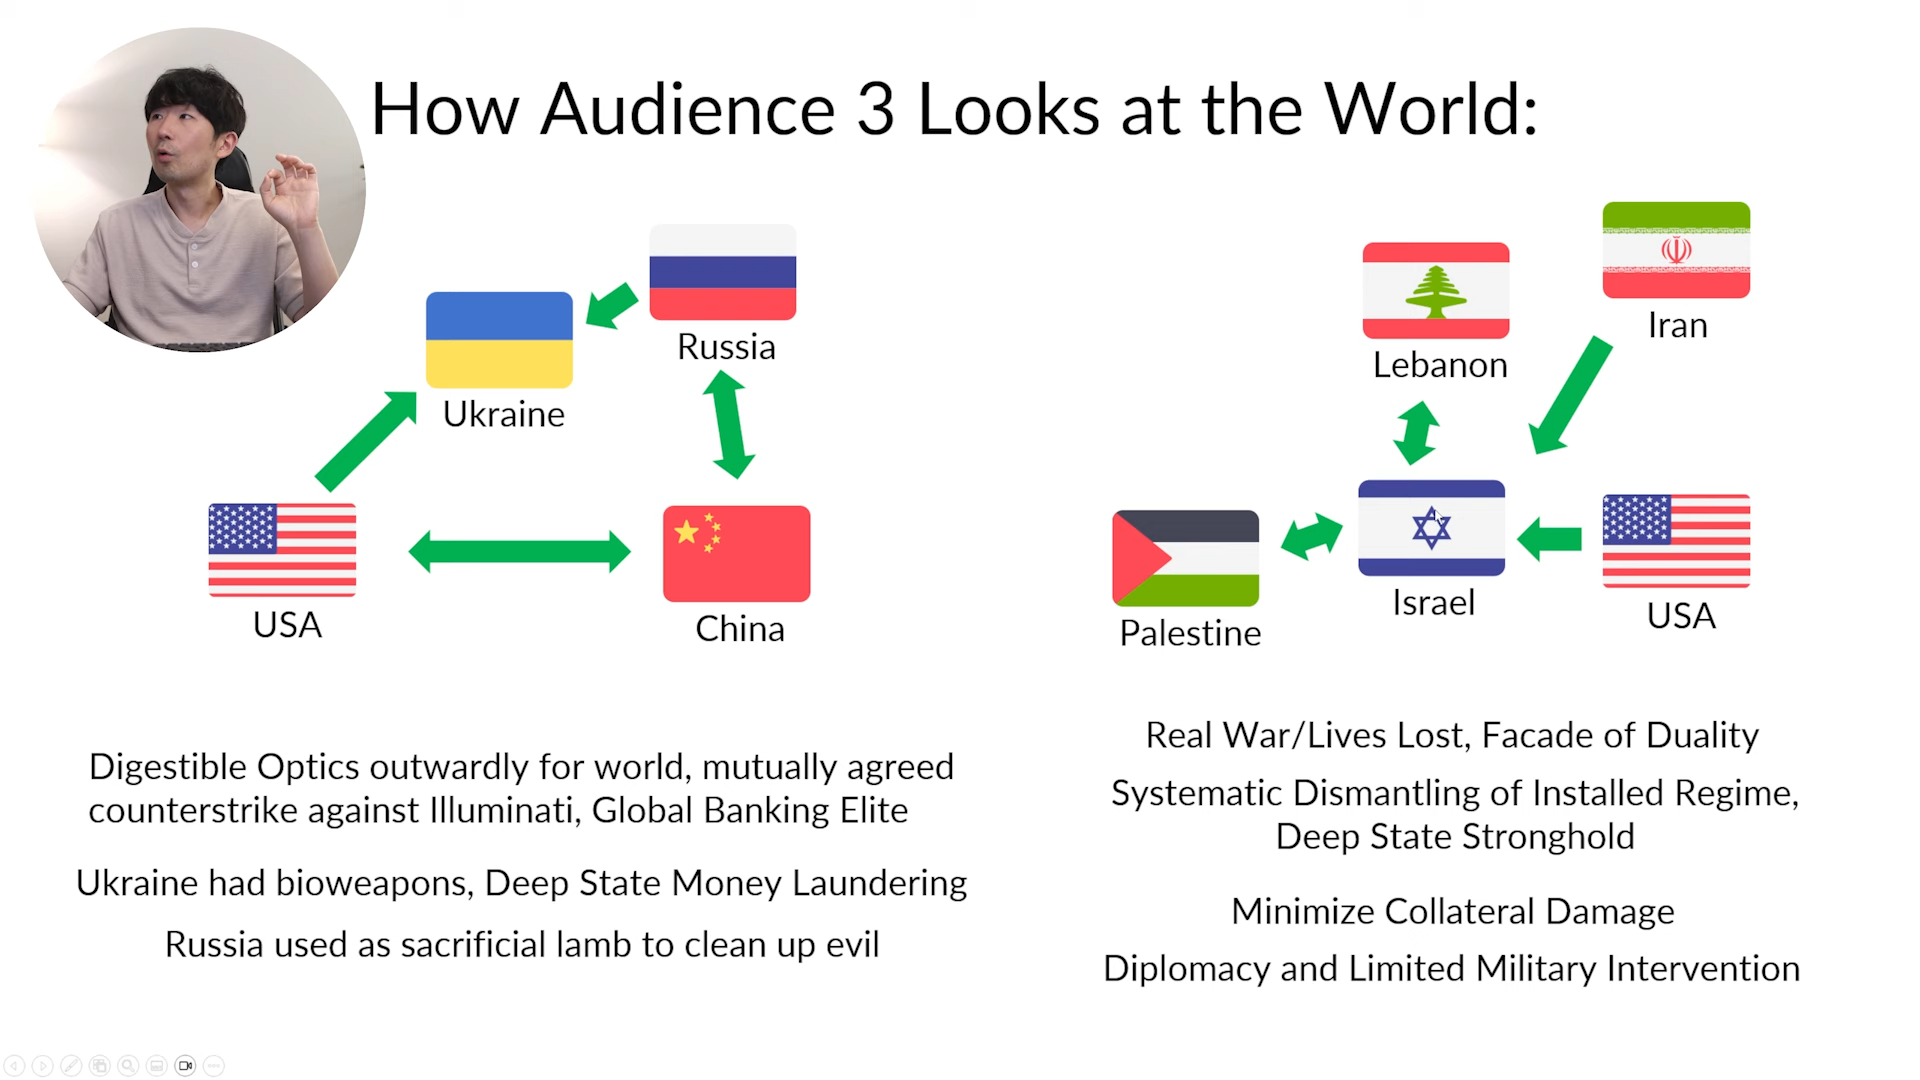 How Audience 3 Looks at the World:
Russia
Ukraine
USA
China
Lebanon
Iran
Palestine
Israel
USA
Digestible Optics outwardly for world, mutually agreed
counterstrike against Illuminati, Global Banking Elite
Ukraine had bioweapons, Deep State Money Laundering
Russia used as sacrificial lamb to clean up evil
Real War/Lives Lost, Facade of Duality
Systematic Dismantling of Installed Regime,
Deep State Stronghold
Minimize Collateral Damage
Diplomacy and Limited Military Intervention